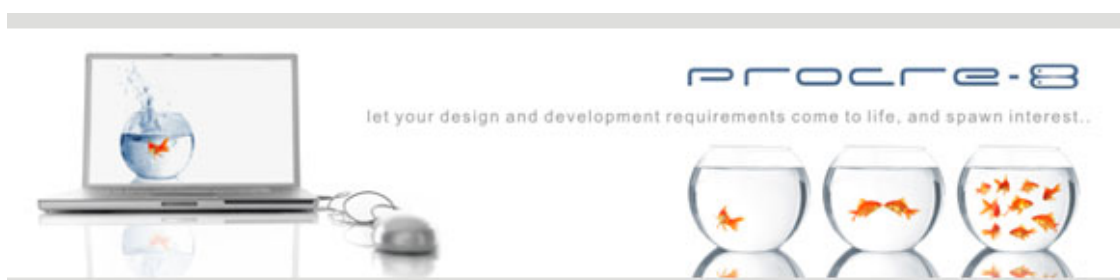 procre-8
let your design and development requirements come to life, and spawn interest..